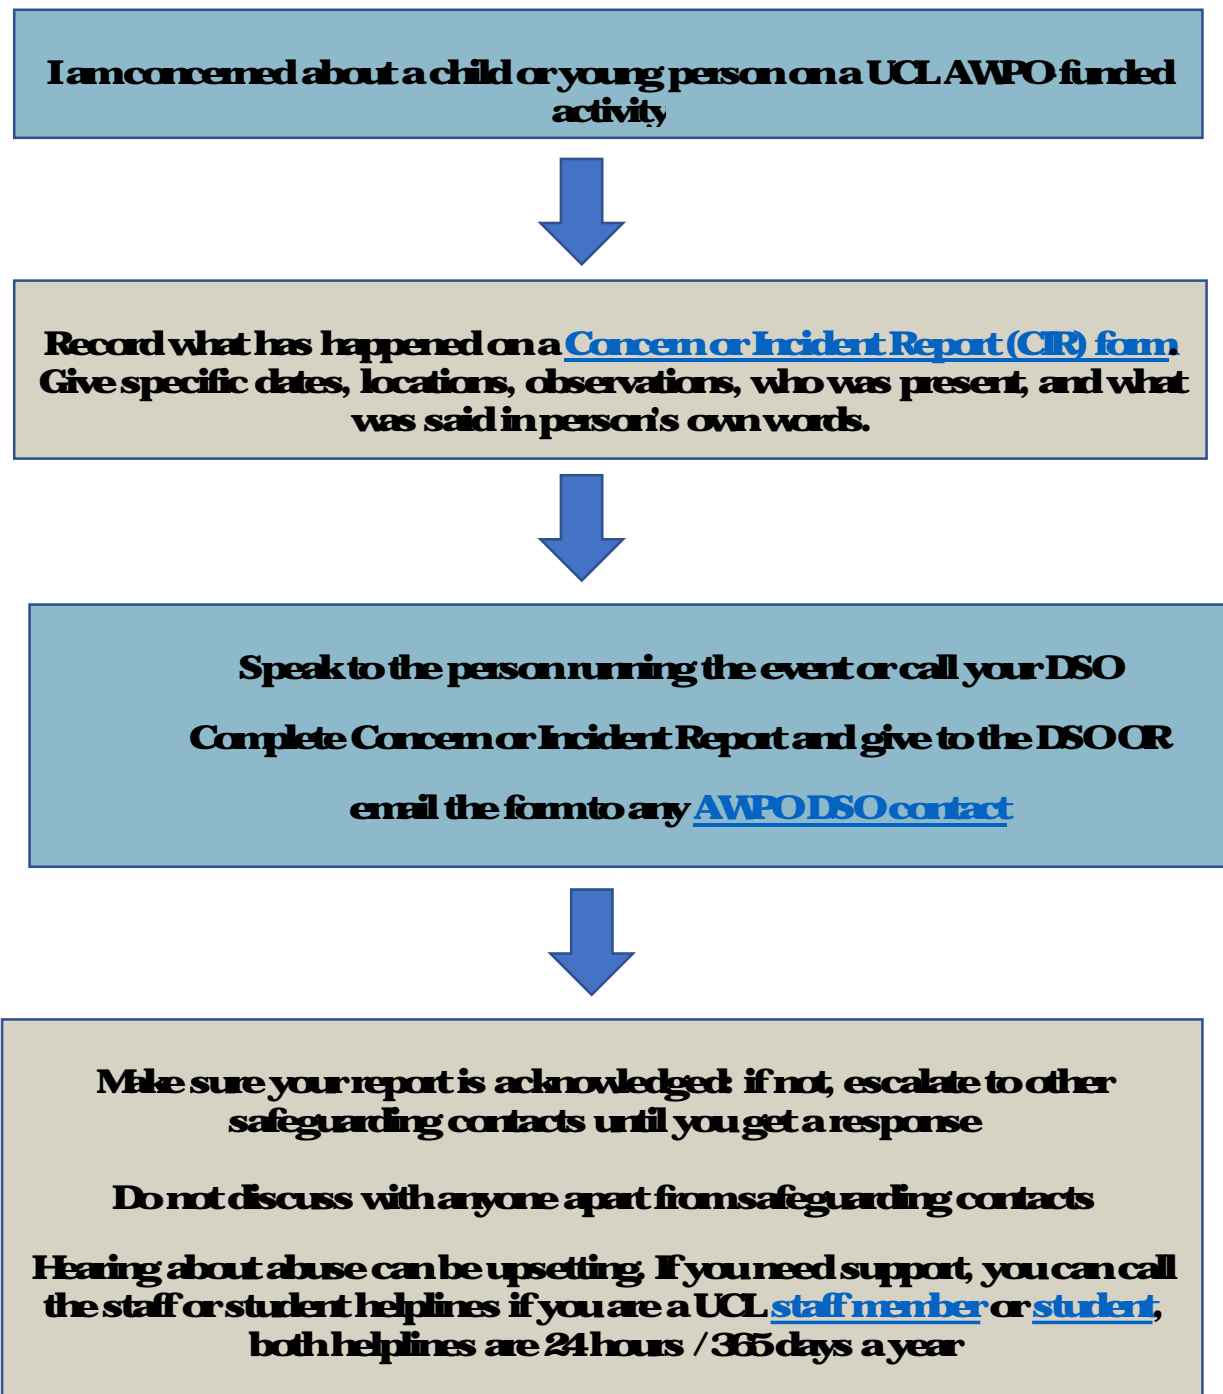 I am concerned about a child or young person on a UCL AWPO-funded
activity
Record what has happened on a Concern or Incident Report (CIR) form.
Give specific dates, locations, observations, who was present, and what
was said in person's own words.
Speak to the person running the event or call your DSO
Complete Concern or Incident Report and give to the DSO OR
email the form to any AWPO DSO contact
Make sure your report is acknowledged: if not, escalate to other
safeguarding contacts until you get a response
Do not discuss with anyone apart from safeguarding contacts
Hearing about abuse can be upsetting. If you need support, you can call
the staff or student helplines if you are a UCL staff member or student,
both helplines are 24 hours / 365 days a year